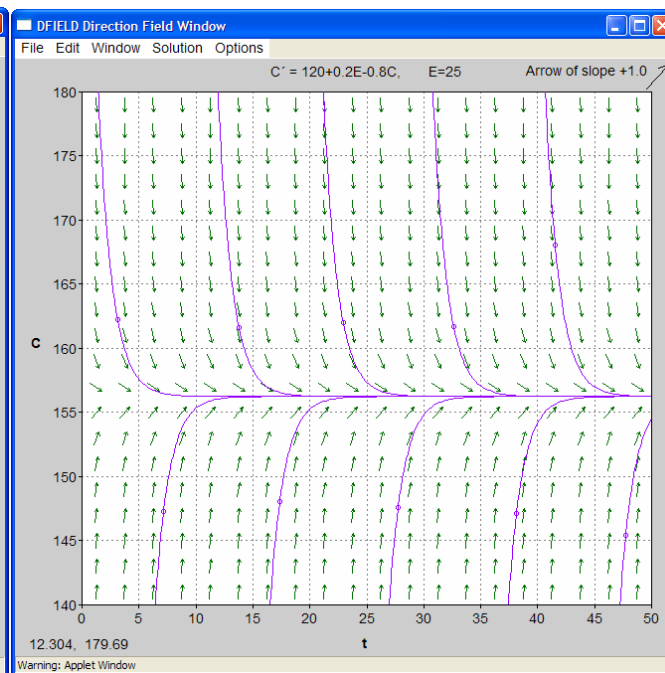 DFIELD Direction Field Window
File Edit Window Solution Options
C´ = 120+0.2E-0.8C, E=25 Arrow of slope +1.0
180
175
170
165
C
160
155
150
145
140
0 5 10 15 20 25 30 35 40 45 50
12.304, 179.69 t
Warning: Applet Window